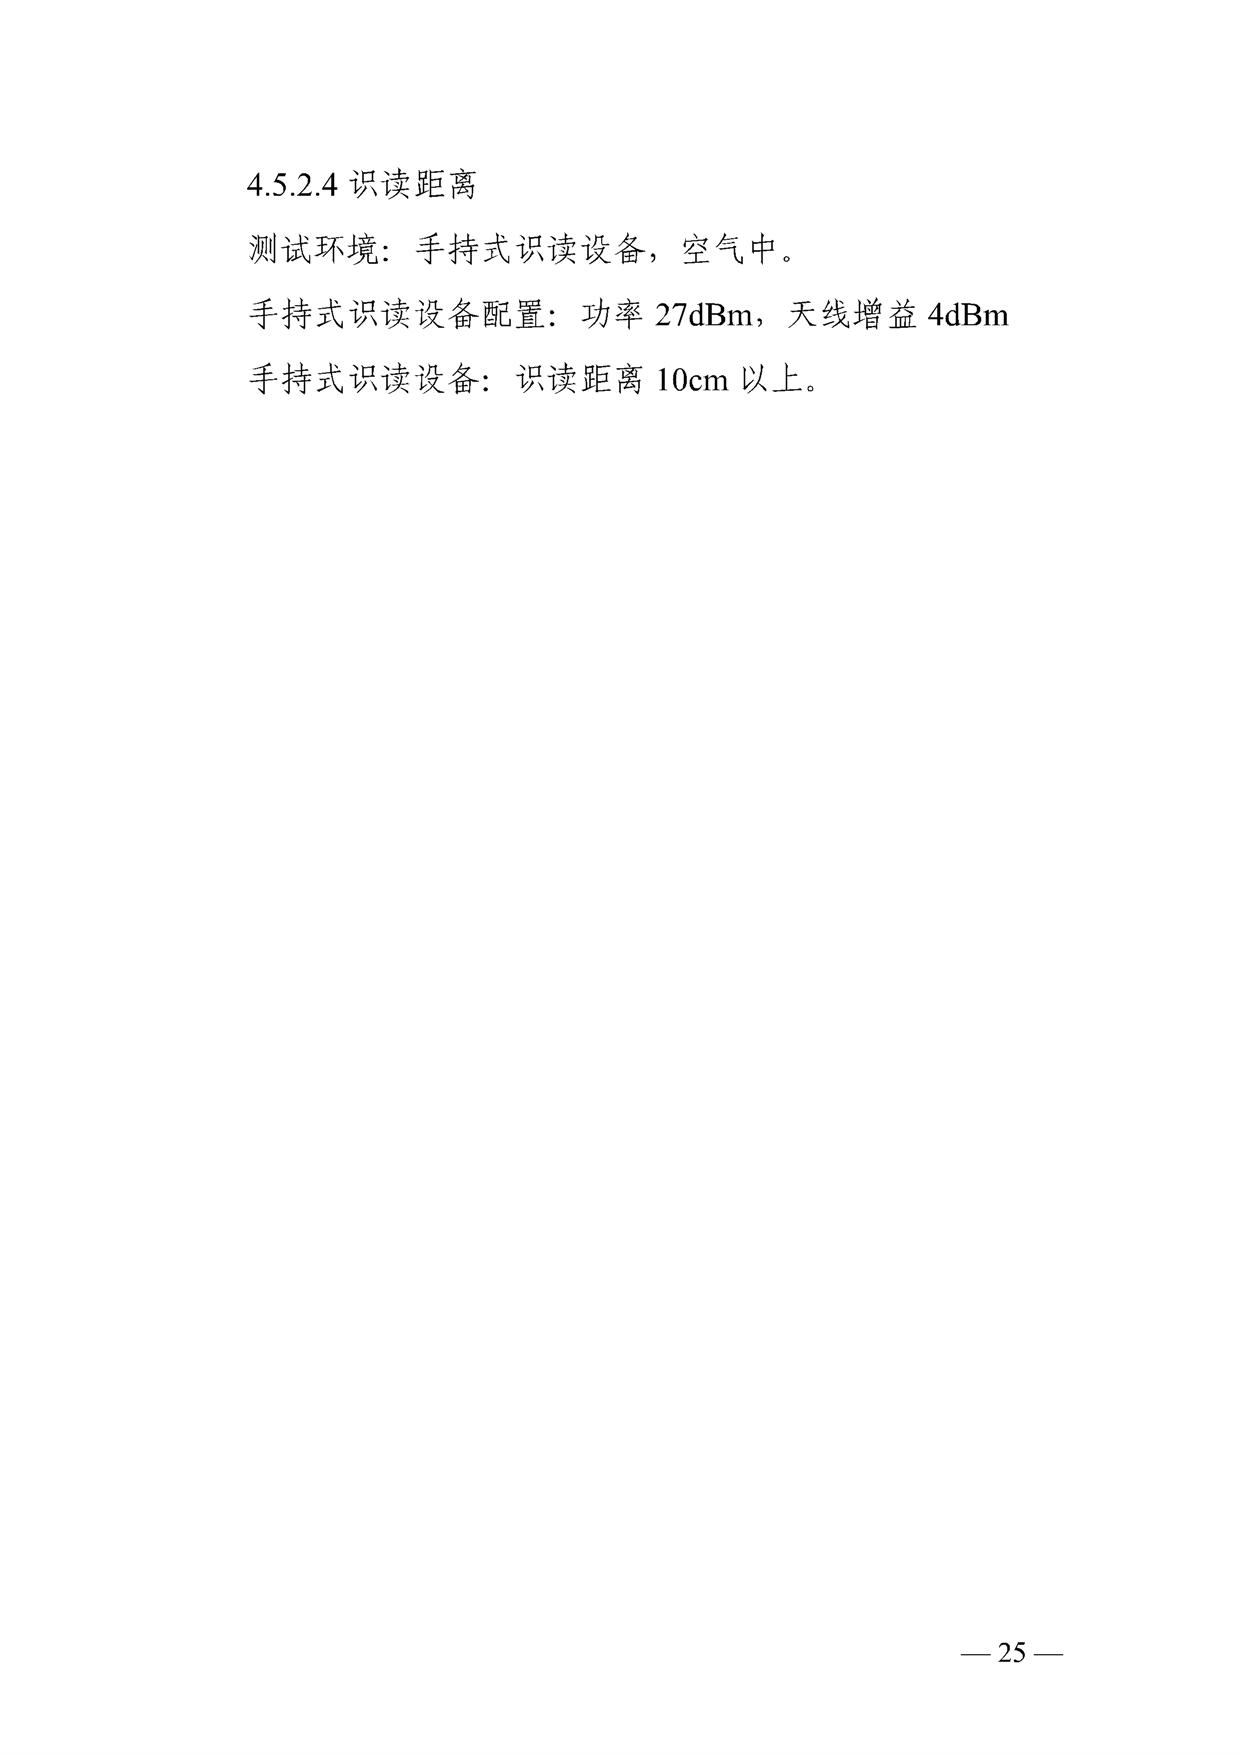 4.5.2.4 识读距离
测试环境：手持式识读设备，空气中。
手持式识读设备配置：功率 27dBm，天线增益 4dBm
手持式识读设备：识读距离 10cm 以上。
— 25 —